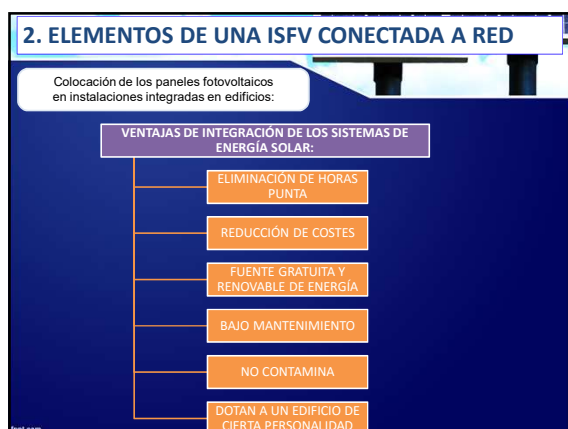 2. ELEMENTOS DE UNA ISFV CONECTADA A RED
Colocación de los paneles fotovoltaicos
en instalaciones integradas en edificios:
VENTAJAS DE INTEGRACIÓN DE LOS SISTEMAS DE
ENERGÍA SOLAR:
ELIMINACIÓN DE HORAS
PUNTA
REDUCCIÓN DE COSTES
FUENTE GRATUITA Y
RENOVABLE DE ENERGÍA
BAJO MANTENIMIENTO
NO CONTAMINA
DOTAN A UN EDIFICIO DE
CIERTA PERSONALIDAD